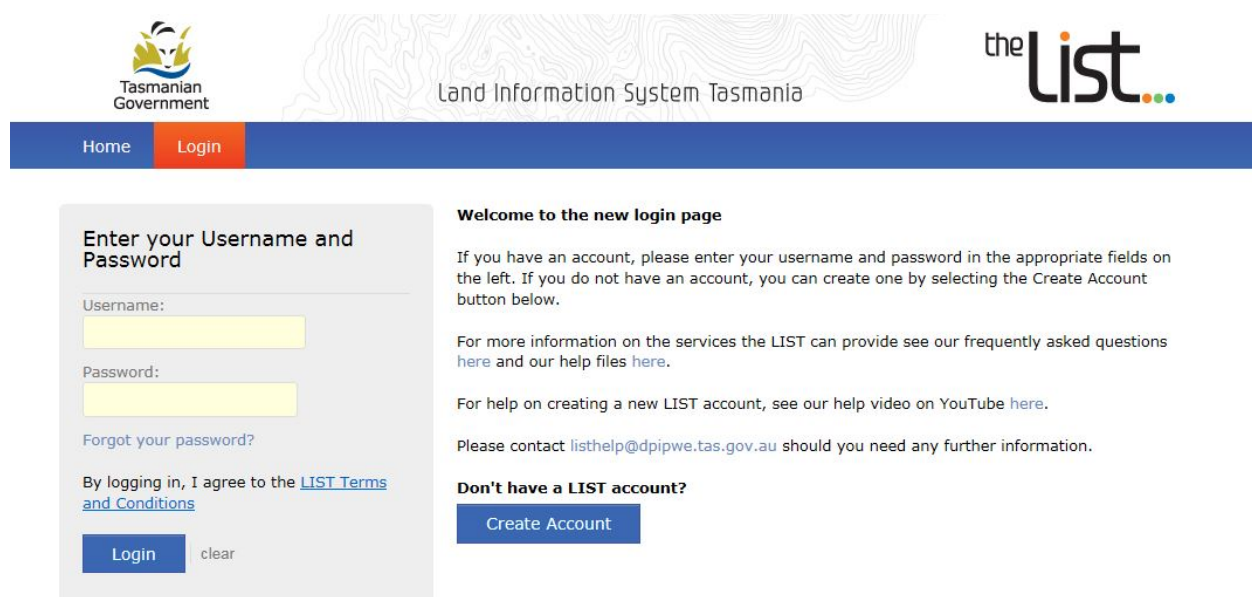 Tasmanian
Government
Land Information System Tasmania
the List...
Home
Login
Enter your Username and
Password
Username:
Password:
Forgot your password?
By logging in, I agree to the LIST Terms
and Conditions
Login
clear
Welcome to the new login page
If you have an account, please enter your username and password in the appropriate fields on
the left. If you do not have an account, you can create one by selecting the Create Account
button below.
For more information on the services the LIST can provide see our frequently asked questions
here and our help files here.
For help on creating a new LIST account, see our help video on YouTube here.
Please contact listhelp@dpipwe.tas.gov.au should you need any further information.
Don't have a LIST account?
Create Account